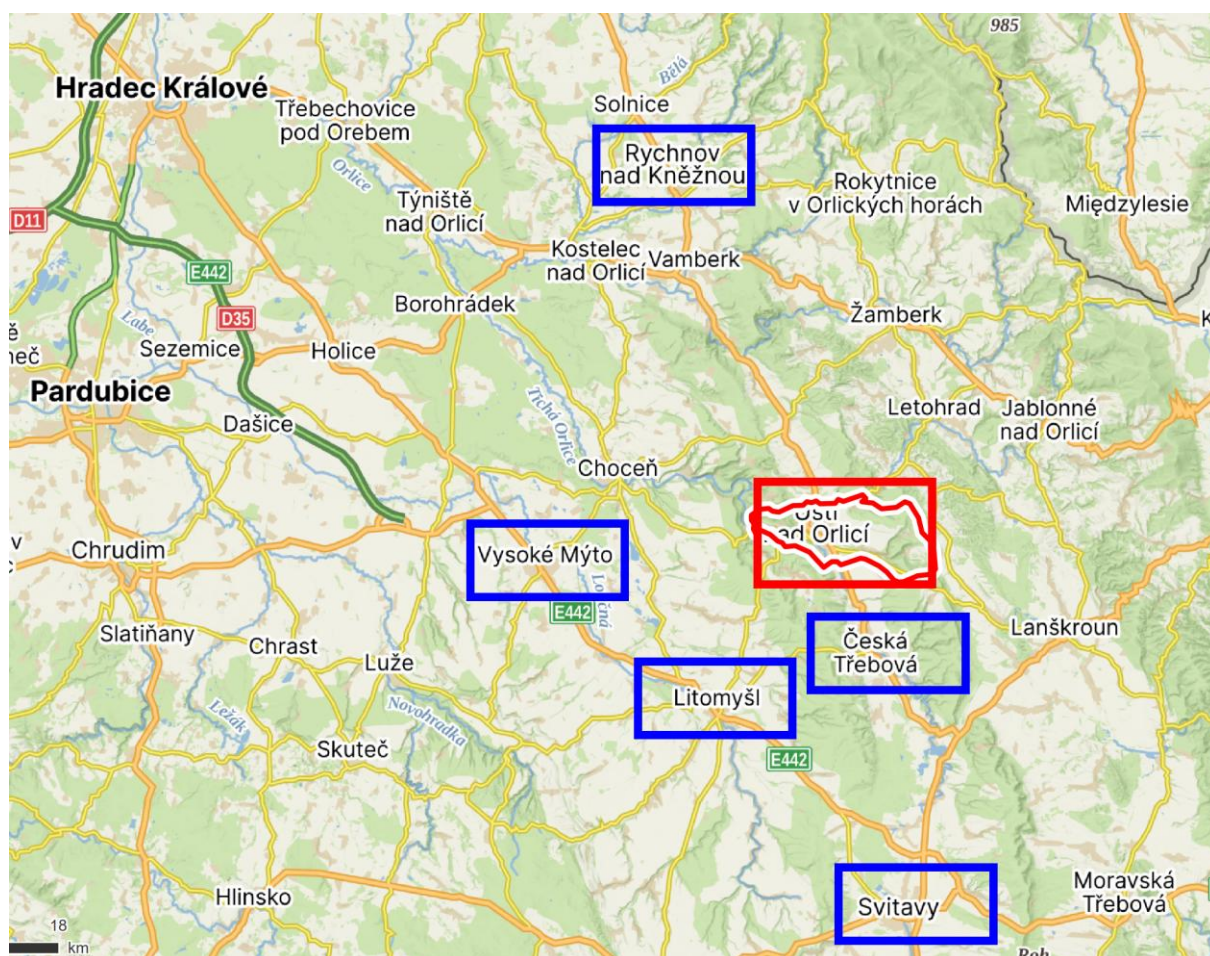 985
Hradec Králové
Třebechovice
pod Orebem
Solnice
Bělá
Orlice
Rychnov
nad Kněžnou
Rokytnice
v Orlických horách
Międzylesie
Týniště
nad Orlicí
D11
Kostelec
nad Orlicí
Vamberk
E442
Borohrádek
Žamberk
D35
Labe
Sezemice
Holice
ě
neč
K
Pardubice
Dašice
Tichá Orlice
Letohrad
Jablonné
nad Orlicí
Choceň
Ústí
nad Orlicí
v
Chrudim
Vysoké Mýto
Loučná
E442
Slatiňany
Chrast
Luže
Česká
Třebová
Lanškroun
Litomyšl
Ležák
Novohradka
Skuteč
E442
Hlinsko
Svitavy
Moravská
Třebová
18
km
Boh